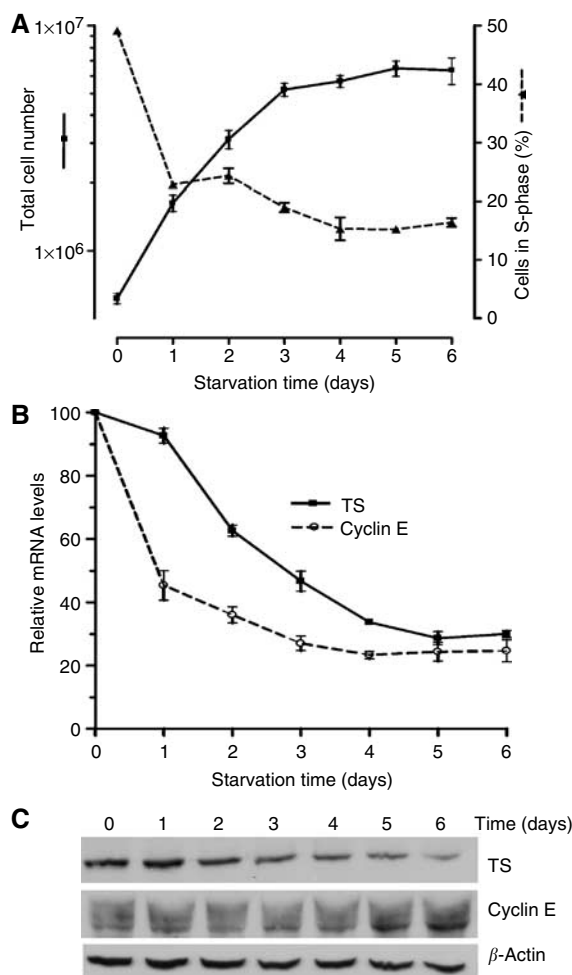 A
1×10⁷
1×10⁶
Total cell number
50
40
30
20
10
0
Cells in S-phase (%)
0 1 2 3 4 5 6
Starvation time (days)
B
100
80
60
40
20
0
Relative mRNA levels
TS
Cyclin E
0 1 2 3 4 5 6
Starvation time (days)
C
0 1 2 3 4 5 6 Time (days)
TS
Cyclin E
β-Actin